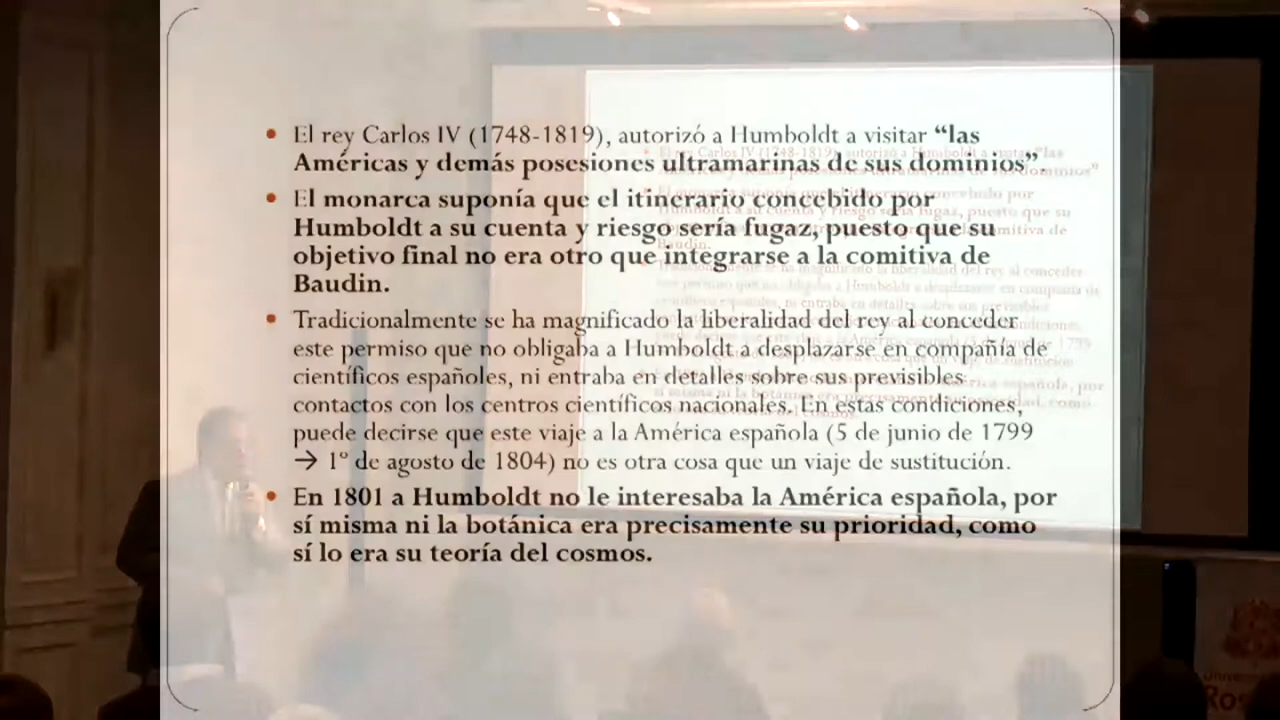 El rey Carlos IV (1748-1819), autorizó a Humboldt a visitar “las
Américas y demás posesiones ultramarinas de sus dominios”.
El monarca suponía que el itinerario concebido por
Humboldt a su cuenta y riesgo sería fugaz, puesto que su
objetivo final no era otro que integrarse a la comitiva de
Baudin.
Tradicionalmente se ha magnificado la liberalidad del rey al conceder
este permiso que no obligaba a Humboldt a desplazarse en compañía de
científicos españoles, ni entraba en detalles sobre sus previsibles
contactos con los centros científicos nacionales. En estas condiciones,
puede decirse que este viaje a la América española (5 de junio de 1799
→ 1º de agosto de 1804) no es otra cosa que un viaje de sustitución.
En 1801 a Humboldt no le interesaba la América española, por
sí misma ni la botánica era precisamente su prioridad, como
sí lo era su teoría del cosmos.